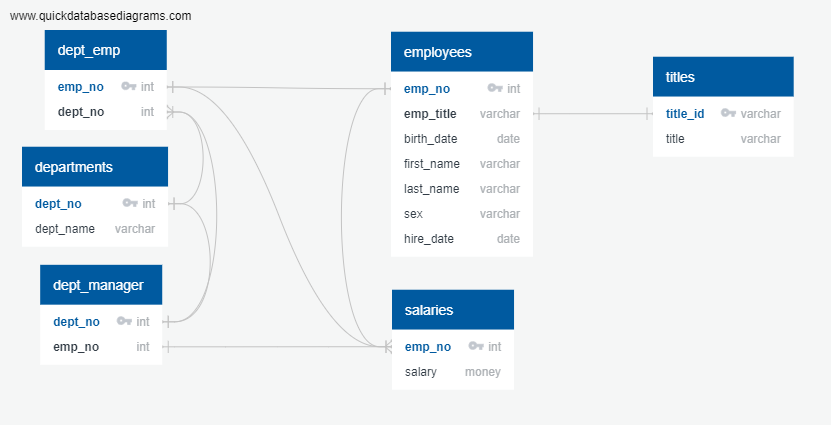 www.quickdatabasediagrams.com
dept_emp
emp_no int
dept_no int
departments
dept_no int
dept_name varchar
dept_manager
dept_no int
emp_no int
employees
emp_no int
emp_title varchar
birth_date date
first_name varchar
last_name varchar
sex varchar
hire_date date
salaries
emp_no int
salary money
titles
title_id varchar
title varchar